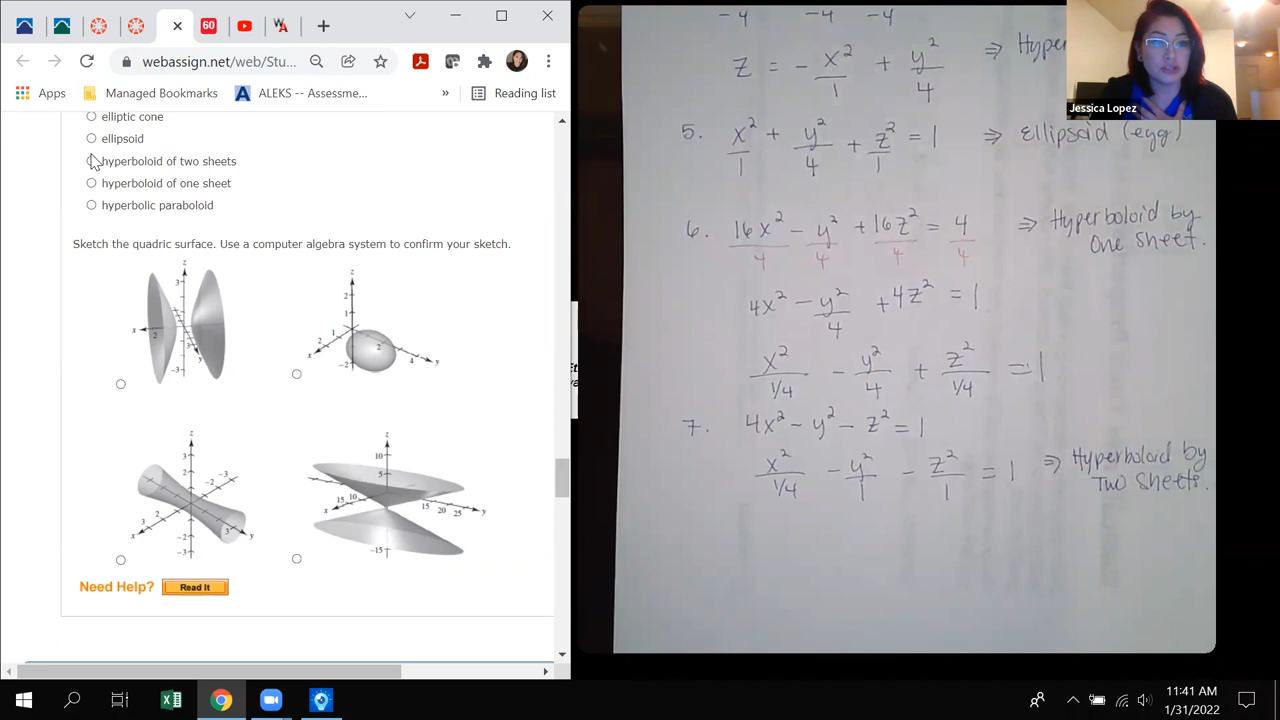 60
webassign.net/web/Stu...
Apps
Managed Bookmarks
ALEKS -- Assessme...
»
Reading list
elliptic cone
ellipsoid
hyperboloid of two sheets
hyperboloid of one sheet
hyperbolic paraboloid
Sketch the quadric surface. Use a computer algebra system to confirm your sketch.
Need Help? Read It
-4 -4 -4
z = - x²/1 + y²/4 ⇒ Hyper
Jessica Lopez
5. x²/1 + y²/4 + z²/1 = 1 ⇒ Ellipsoid (egg)
6. 16x²/4 - y²/4 + 16z²/4 = 4/4 ⇒ Hyperboloid by
One Sheet.
4x² - y²/4 + 4z² = 1
x²/1/4 - y²/4 + z²/1/4 = 1
7. 4x² - y² - z² = 1
x²/1/4 - y²/1 - z²/1 = 1 ⇒ Hyperboloid by
Two Sheets.
11:41 AM
1/31/2022